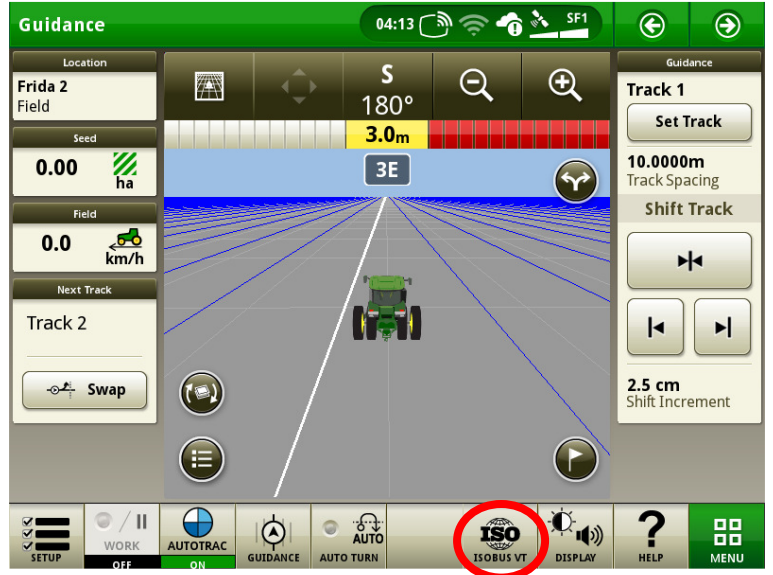 Guidance
04:13
SF1
Location
Frida 2
Field
Seed
0.00
ha
Field
0.0
km/h
Next Track
Track 2
Swap
S
180°
3.0m
3E
Guidance
Track 1
Set Track
10.0000m
Track Spacing
Shift Track
2.5 cm
Shift Increment
SETUP
WORK
OFF
AUTOTRAC
ON
GUIDANCE
AUTO
AUTO TURN
ISO
ISOBUS VT
DISPLAY
?
HELP
MENU